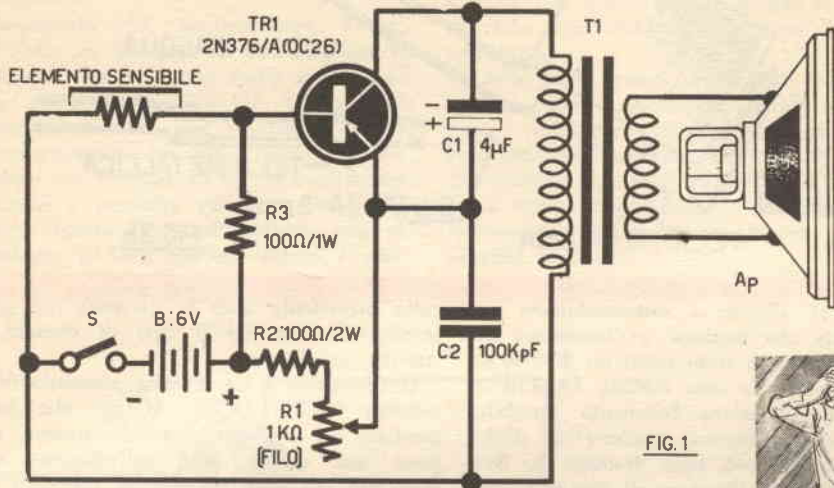 TR1
2N376/A(OC26)
T1
ELEMENTO SENSIBILE
-
+
C1
4µF
R3
100Ω/1W
AP
S
B:6V
R2:100Ω/2W
C2
100KPF
-
+
R1
1KΩ
(FILO)
FIG.1